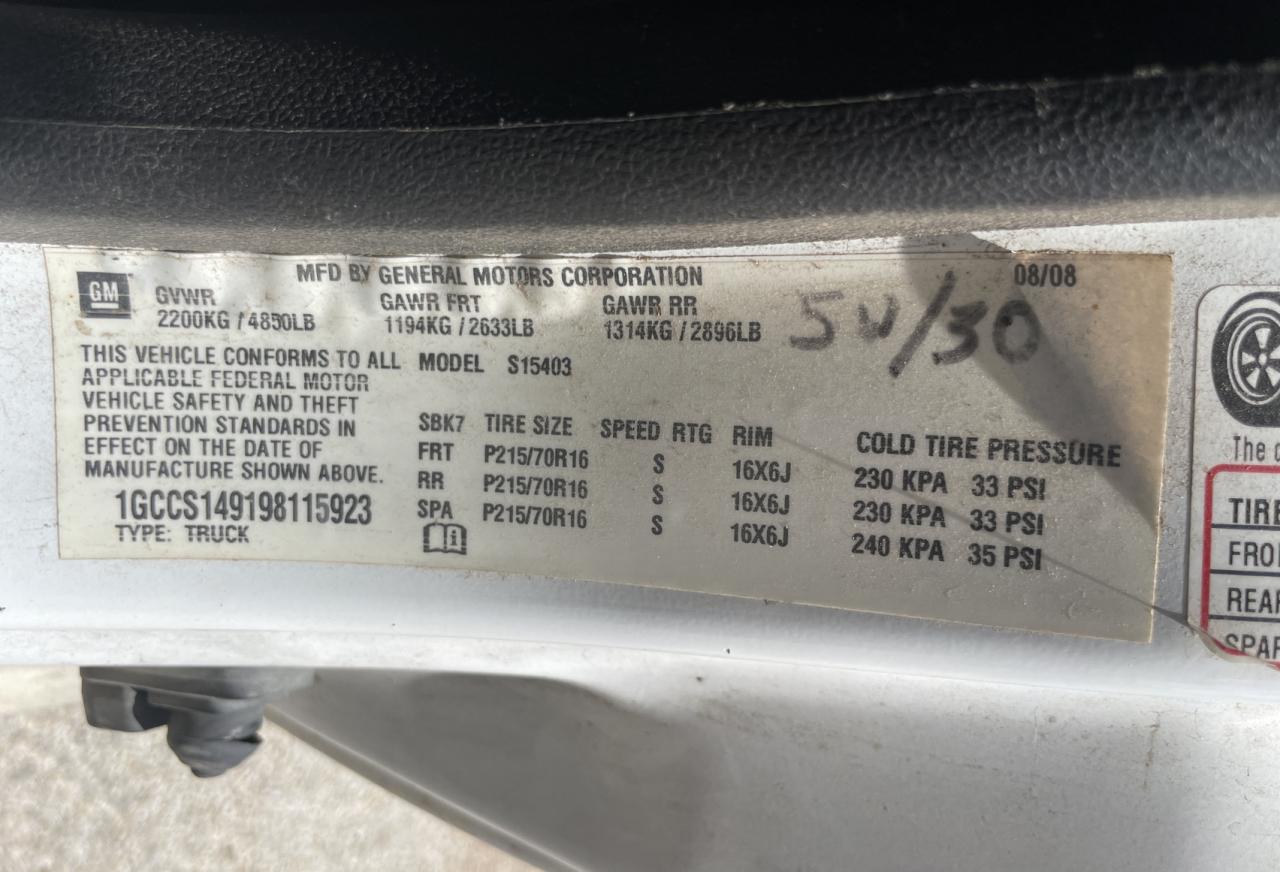 MFD BY GENERAL MOTORS CORPORATION 08/08
GM
GVWR GAWR FRT GAWR RR
2200KG / 4850LB 1194KG / 2633LB 1314KG / 2896LB
5W/30
THIS VEHICLE CONFORMS TO ALL
APPLICABLE FEDERAL MOTOR
VEHICLE SAFETY AND THEFT
PREVENTION STANDARDS IN
EFFECT ON THE DATE OF
MANUFACTURE SHOWN ABOVE.
1GCCS149198115923
TYPE: TRUCK
MODEL S15403
SBK7 TIRE SIZE SPEED RTG RIM COLD TIRE PRESSURE
FRT P215/70R16 S 16X6J 230 KPA 33 PSI
RR P215/70R16 S 16X6J 230 KPA 33 PSI
SPA P215/70R16 S 16X6J 240 KPA 35 PSI
The
TIRE